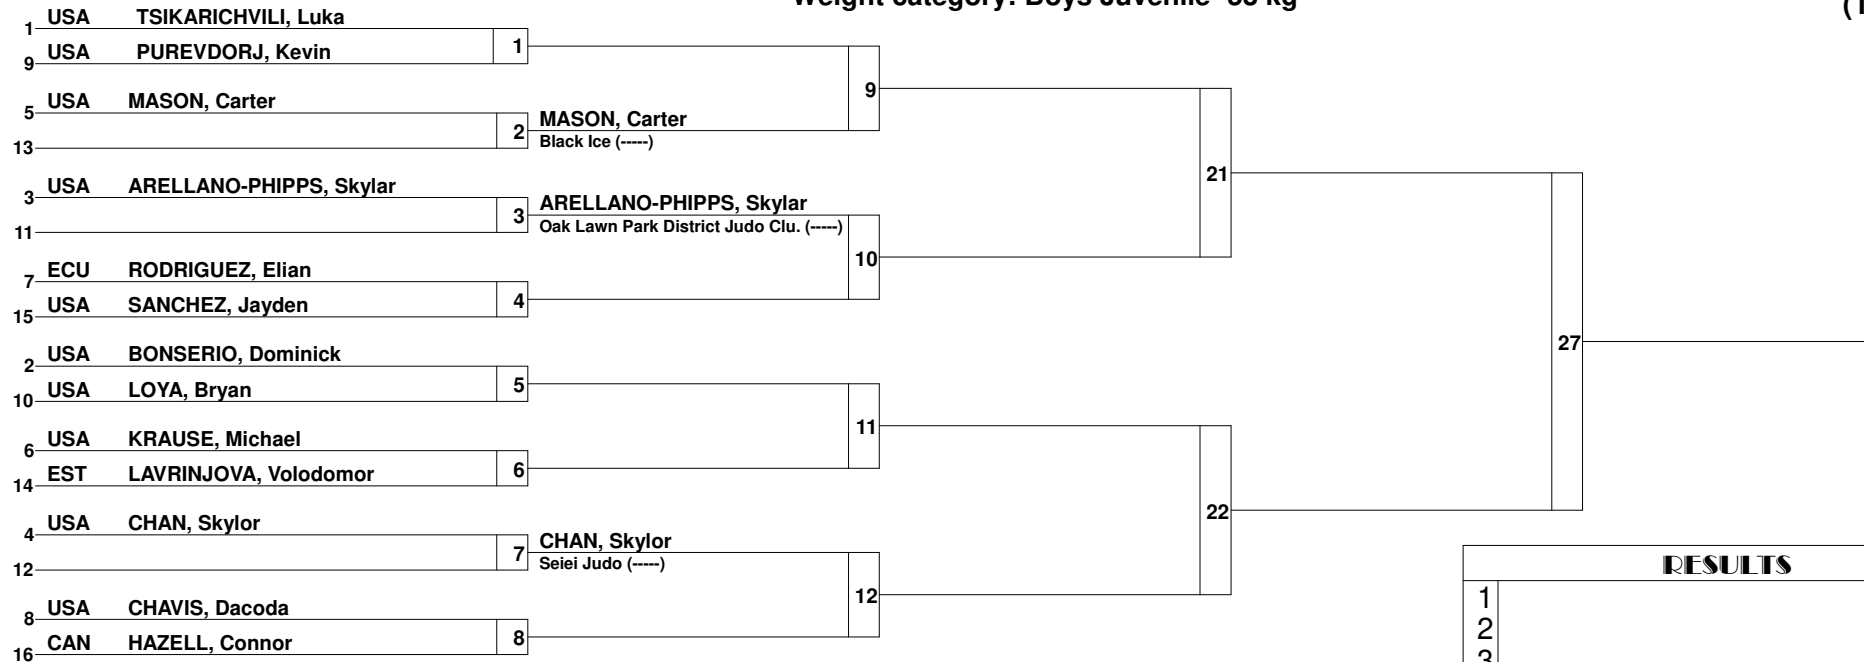 Weight category: Boys Juvenile
kg
1 USA TSIKARICHVILI, Luka
9 USA PUREVDORJ, Kevin
1
5 USA MASON, Carter
13
2 MASON, Carter
Black Ice (-----)
9
3 USA ARELLANO-PHIPPS, Skylar
11
3 ARELLANO-PHIPPS, Skylar
Oak Lawn Park District Judo Clu. (-----)
7 ECU RODRIGUEZ, Elian
15 USA SANCHEZ, Jayden
4
10
21
2 USA BONSERIO, Dominick
10 USA LOYA, Bryan
5
6 USA KRAUSE, Michael
14 EST LAVRINJOVA, Volodomor
6
11
4 USA CHAN, Skylor
12
7 CHAN, Skylor
Seiei Judo (-----)
8 USA CHAVIS, Dacoda
16 CAN HAZELL, Connor
8
12
22
27
RESULTS
1
2
3